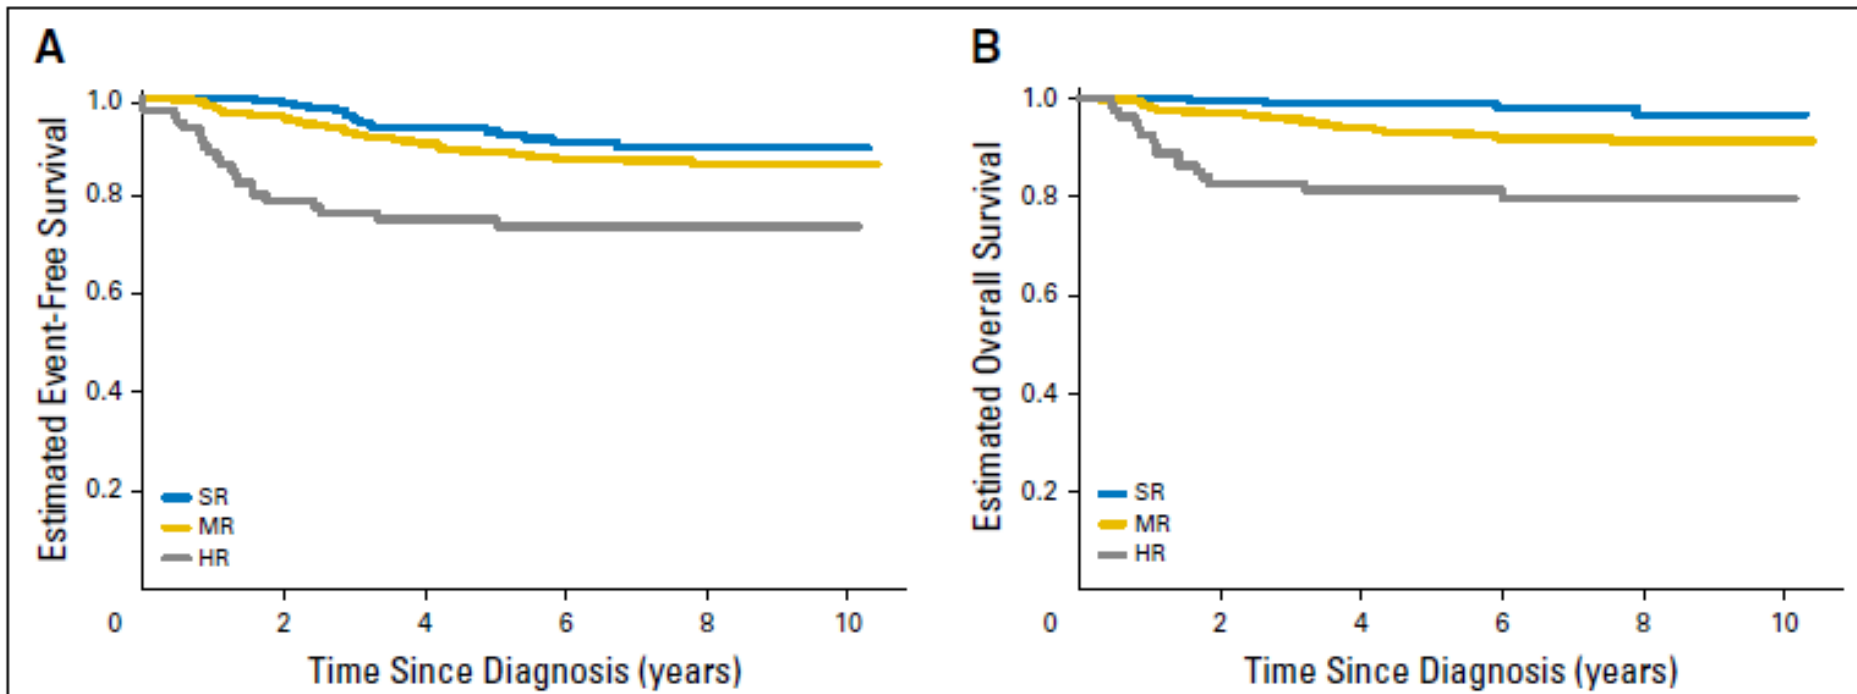 A
Estimated Event-Free Survival
1.0
0.8
0.6
0.4
0.2
SR
MR
HR
0 2 4 6 8 10
Time Since Diagnosis (years)
B
Estimated Overall Survival
1.0
0.8
0.6
0.4
0.2
SR
MR
HR
0 2 4 6 8 10
Time Since Diagnosis (years)